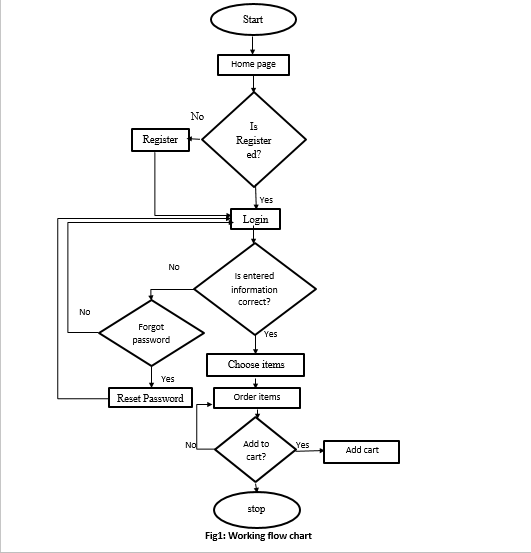 Start
Home page
No
Is
Register
ed?
Register
Yes
Login
No
Is entered
information
correct?
No
Forgot
password
Yes
Yes
Choose items
Reset Password
Order items
No
Add to
cart?
Yes
Add cart
stop
Fig1: Working flow chart